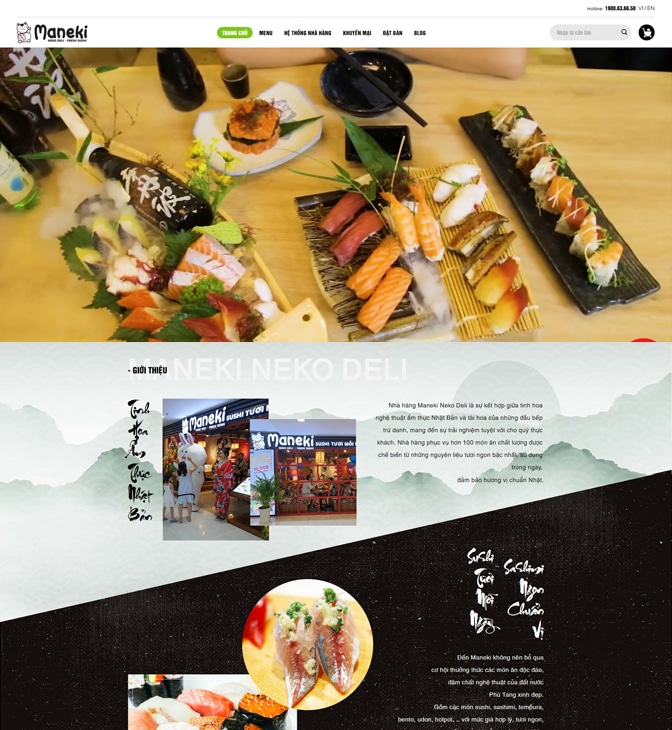 Hotline: 1900.63.66.50 VI / EN
Maneki
NEKO DELI - FRESH SUSHI
TRANG CHỦ
MENU
HỆ THỐNG NHÀ HÀNG
KHUYẾN MẠI
ĐẶT BÀN
BLOG
Nhập từ cần tìm
MANEKI NEKO DELI
- GIỚI THIỆU
Tinh
Hoa
Ẩm
Thực
Nhật
Bản
Maneki SUSHI TƯƠI
Maneki SUSHI TƯƠI MỖI
Nhà hàng Maneki Neko Deli là sự kết hợp giữa tinh hoa
nghệ thuật ẩm thực Nhật Bản và tài hoa của những đầu bếp
trứ danh, mang đến sự trải nghiệm tuyệt vời cho quý thực
khách. Nhà hàng phục vụ hơn 100 món ăn chất lượng được
chế biến từ những nguyên liệu tươi ngon bậc nhất, sử dụng
trong ngày,
đảm bảo hương vị chuẩn Nhật.
Sushi
Tươi
Mỗi
Ngày
Sashimi
Ngon
Chuẩn
Vị
Đến Maneki không nên bỏ qua
cơ hội thưởng thức các món ăn độc đáo,
đậm chất nghệ thuật của đất nước
Phù Tang xinh đẹp.
Gồm các món sushi, sashimi, tempura,
bento, udon, hotpot, .. với mức giá hợp lý, tươi ngon,